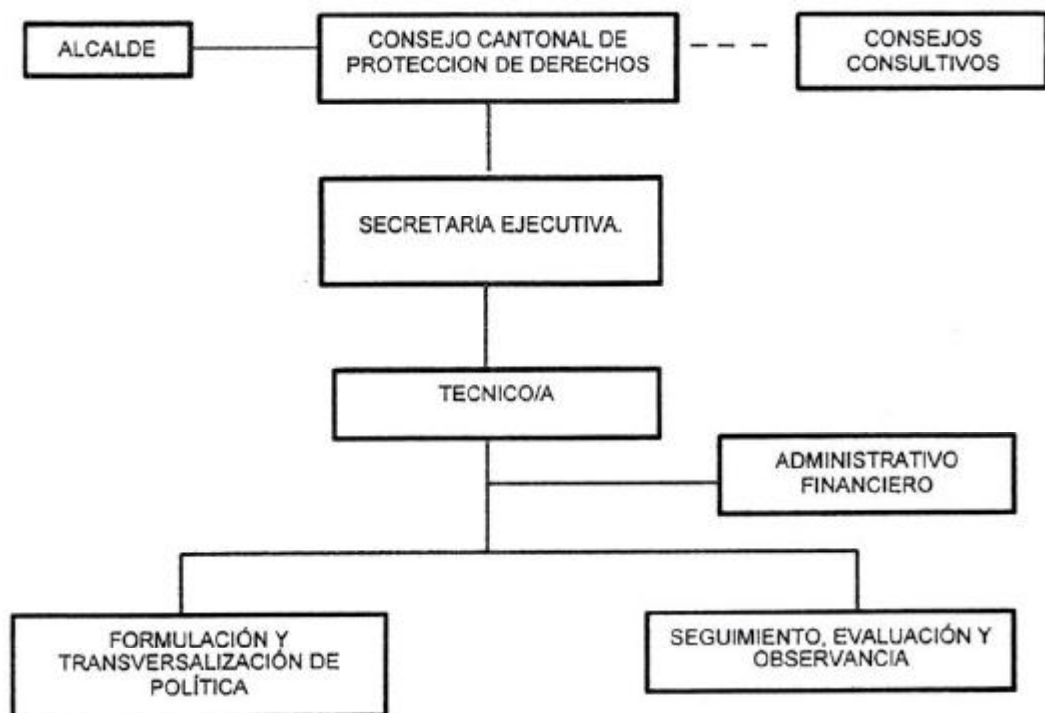 ALCALDE
CONSEJO CANTONAL DE
PROTECCION DE DERECHOS
CONSEJOS
CONSULTIVOS
SECRETARÍA EJECUTIVA.
TECNICO/A
ADMINISTRATIVO
FINANCIERO
FORMULACIÓN Y
TRANSVERSALIZACIÓN DE
POLÍTICA
SEGUIMIENTO, EVALUACIÓN Y
OBSERVANCIA